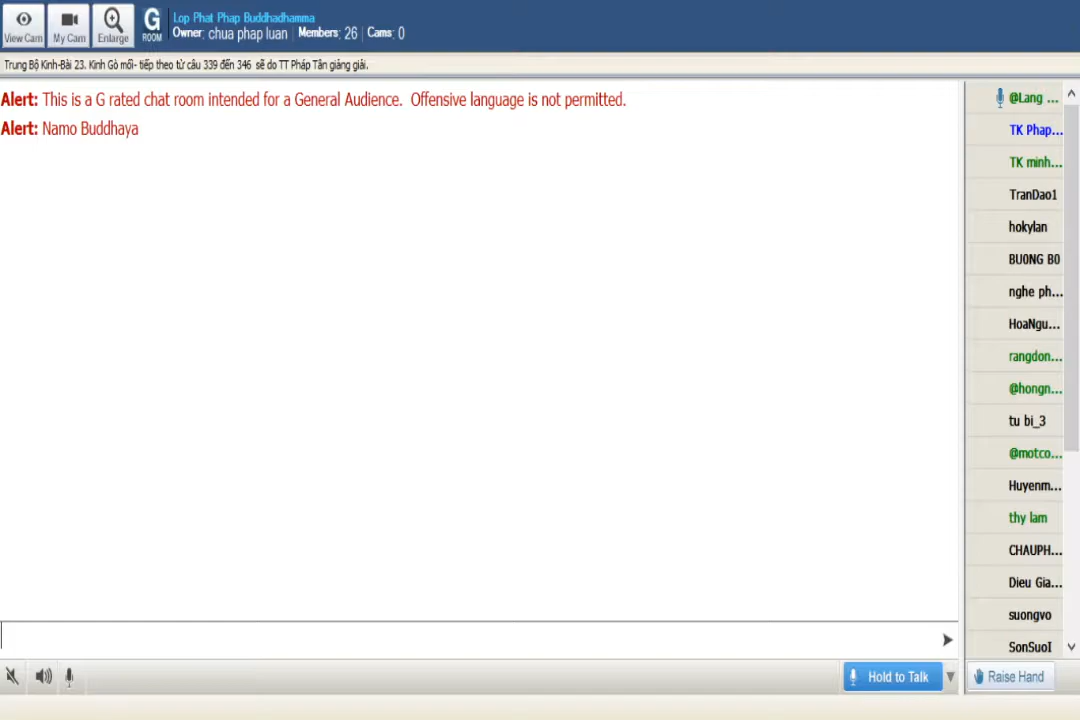 View Cam
My Cam
Enlarge
G
ROOM
Lop Phat Phap Buddhadhamma
Owner: chua phap luan | Members: 26 | Cams: 0
Trung Bộ Kinh-Bài 23. Kinh Gò mối- tiếp theo từ câu 339 đến 346 sẽ do TT Pháp Tân giảng giải.
Alert: This is a G rated chat room intended for a General Audience. Offensive language is not permitted.
Alert: Namo Buddhaya
@Lang ...
TK Phap...
TK minh...
TranDao1
hokylan
BUONG BO
nghe ph...
HoaNgu...
rangdon...
@hongn...
tu bi_3
@motco...
Huyenm...
thy lam
CHAUPH...
Dieu Gia...
suongvo
SonSuoI
Hold to Talk
Raise Hand